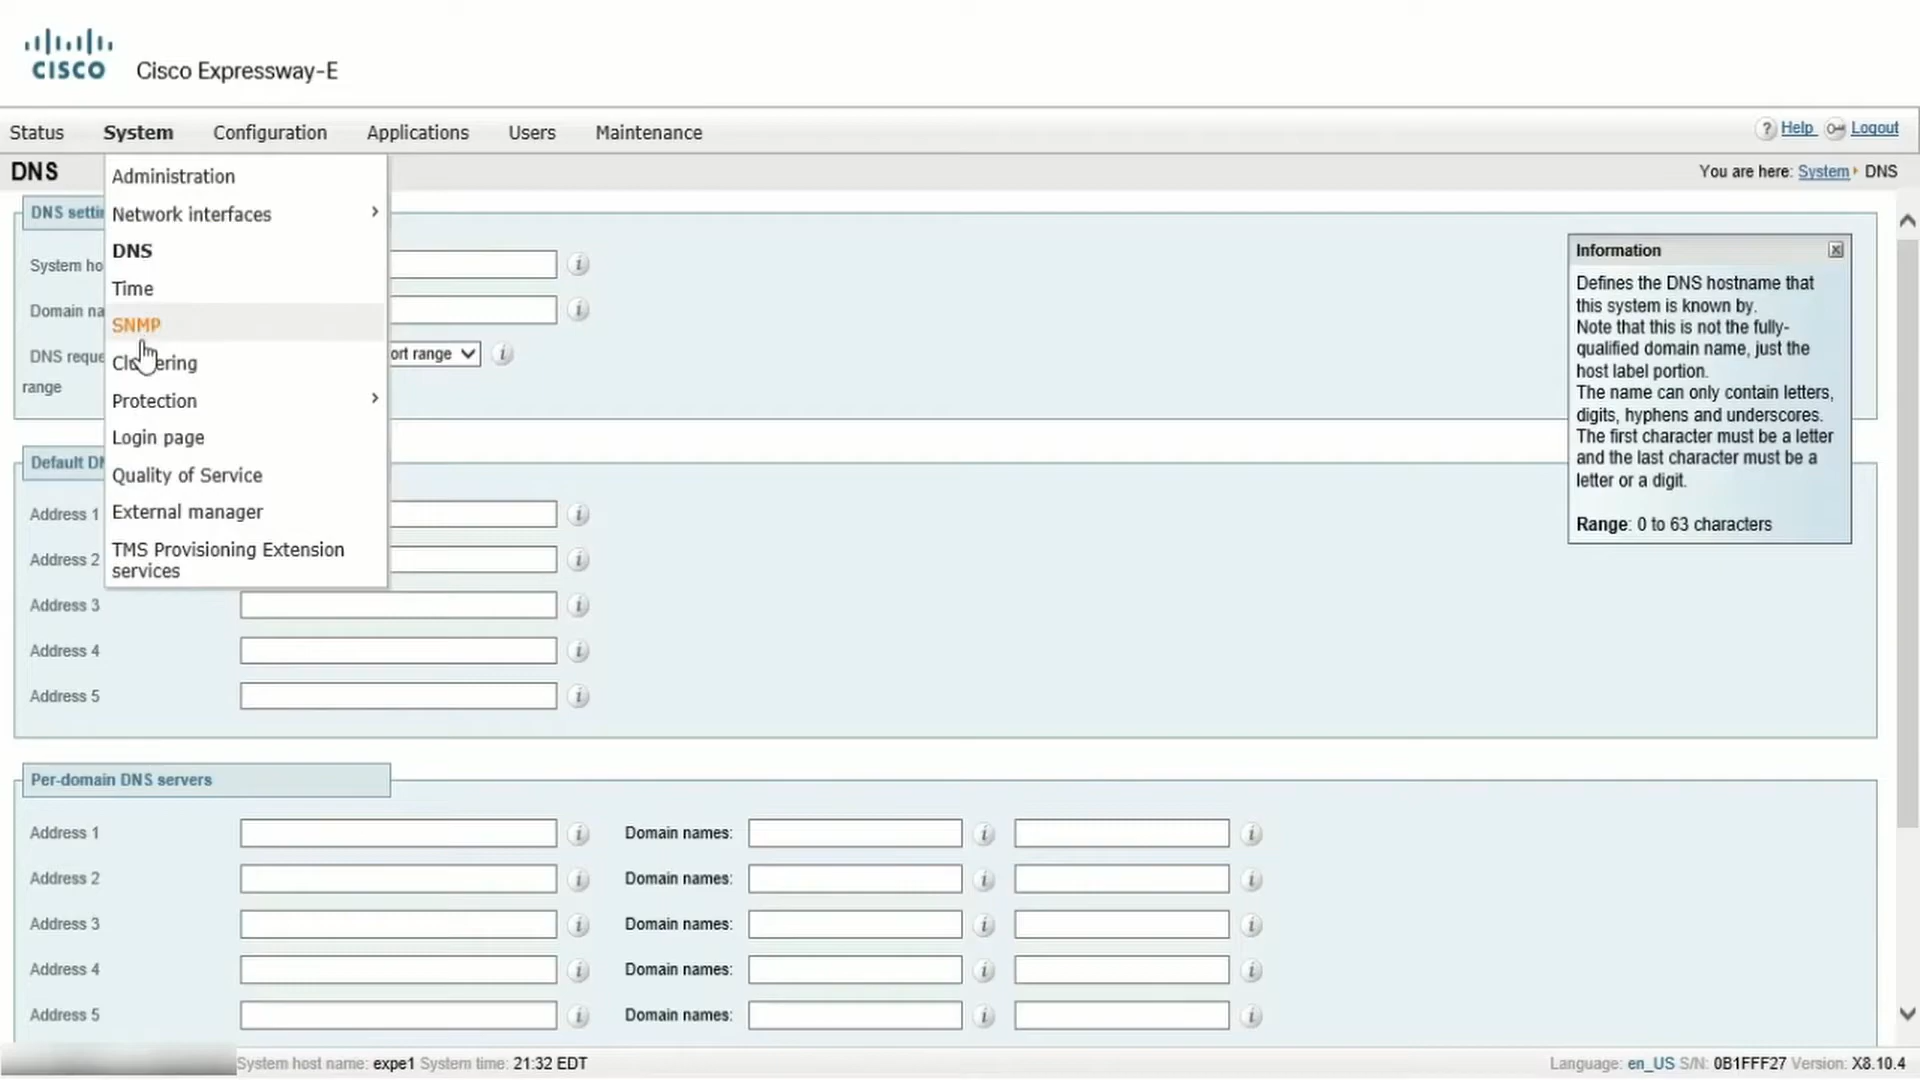 CISCO
Cisco Expressway-E
Status System Configuration Applications Users Maintenance
? Help Logout
DNS
You are here: System DNS
Administration
Network interfaces
DNS
Time
SNMP
Clustering
Protection
Login page
Quality of Service
External manager
TMS Provisioning Extension
services
DNS settin
System ho
Domain na
DNS reque
ort range
range
Default DN
Address 1
Address 2
Address 3
Address 4
Address 5
Information
Defines the DNS hostname that
this system is known by.
Note that this is not the fully-
qualified domain name, just the
host label portion.
The name can only contain letters,
digits, hyphens and underscores.
The first character must be a letter
and the last character must be a
letter or a digit.
Range: 0 to 63 characters
Per-domain DNS servers
Address 1 Domain names:
Address 2 Domain names:
Address 3 Domain names:
Address 4 Domain names:
Address 5 Domain names:
System host name: expe1 System time: 21:32 EDT
Language: en_US S/N: 0B1FFF27 Version: X8.10.4